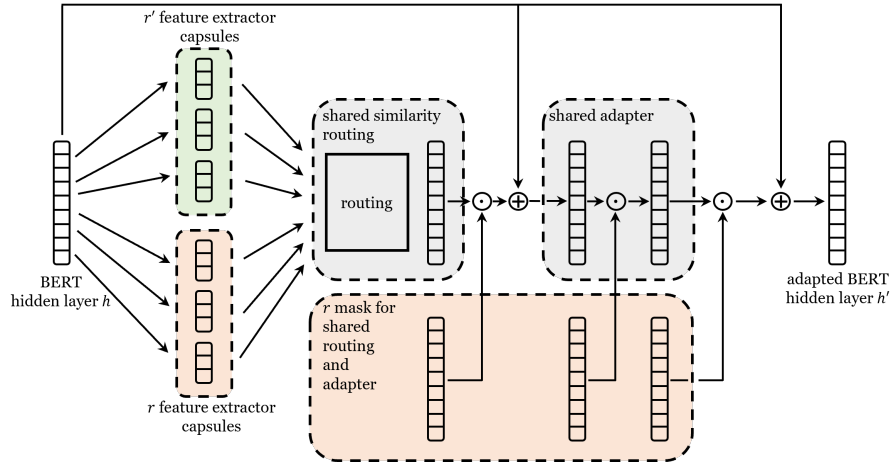 r′ feature extractor
capsules
shared similarity
routing
routing
shared adapter
BERT
hidden layer h
adapted BERT
hidden layer h′
r mask for
shared
routing
and
adapter
r feature extractor
capsules